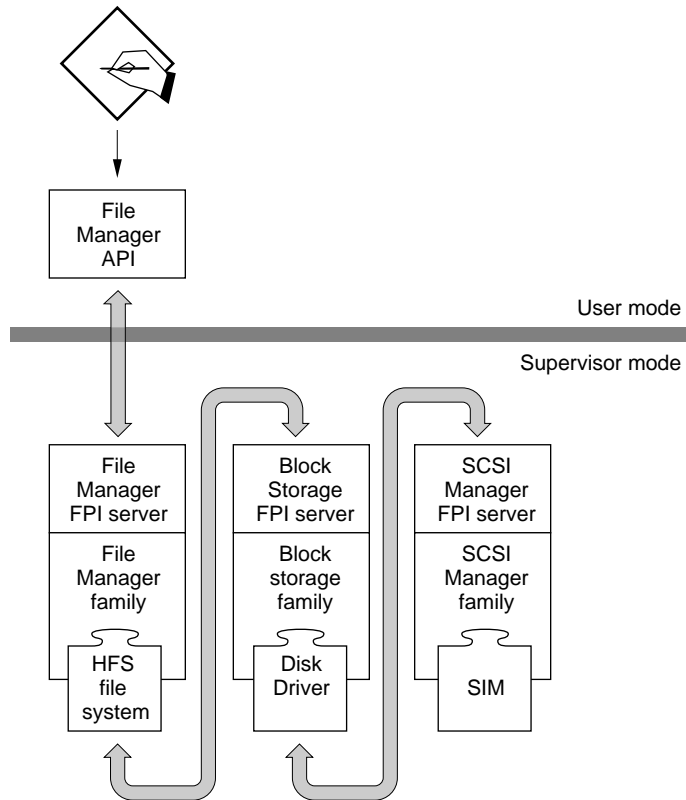 File
Manager
API
User mode
Supervisor mode
File
Manager
FPI server
Block
Storage
FPI server
SCSI
Manager
FPI server
File
Manager
family
Block
storage
family
SCSI
Manager
family
HFS
file
system
Disk
Driver
SIM